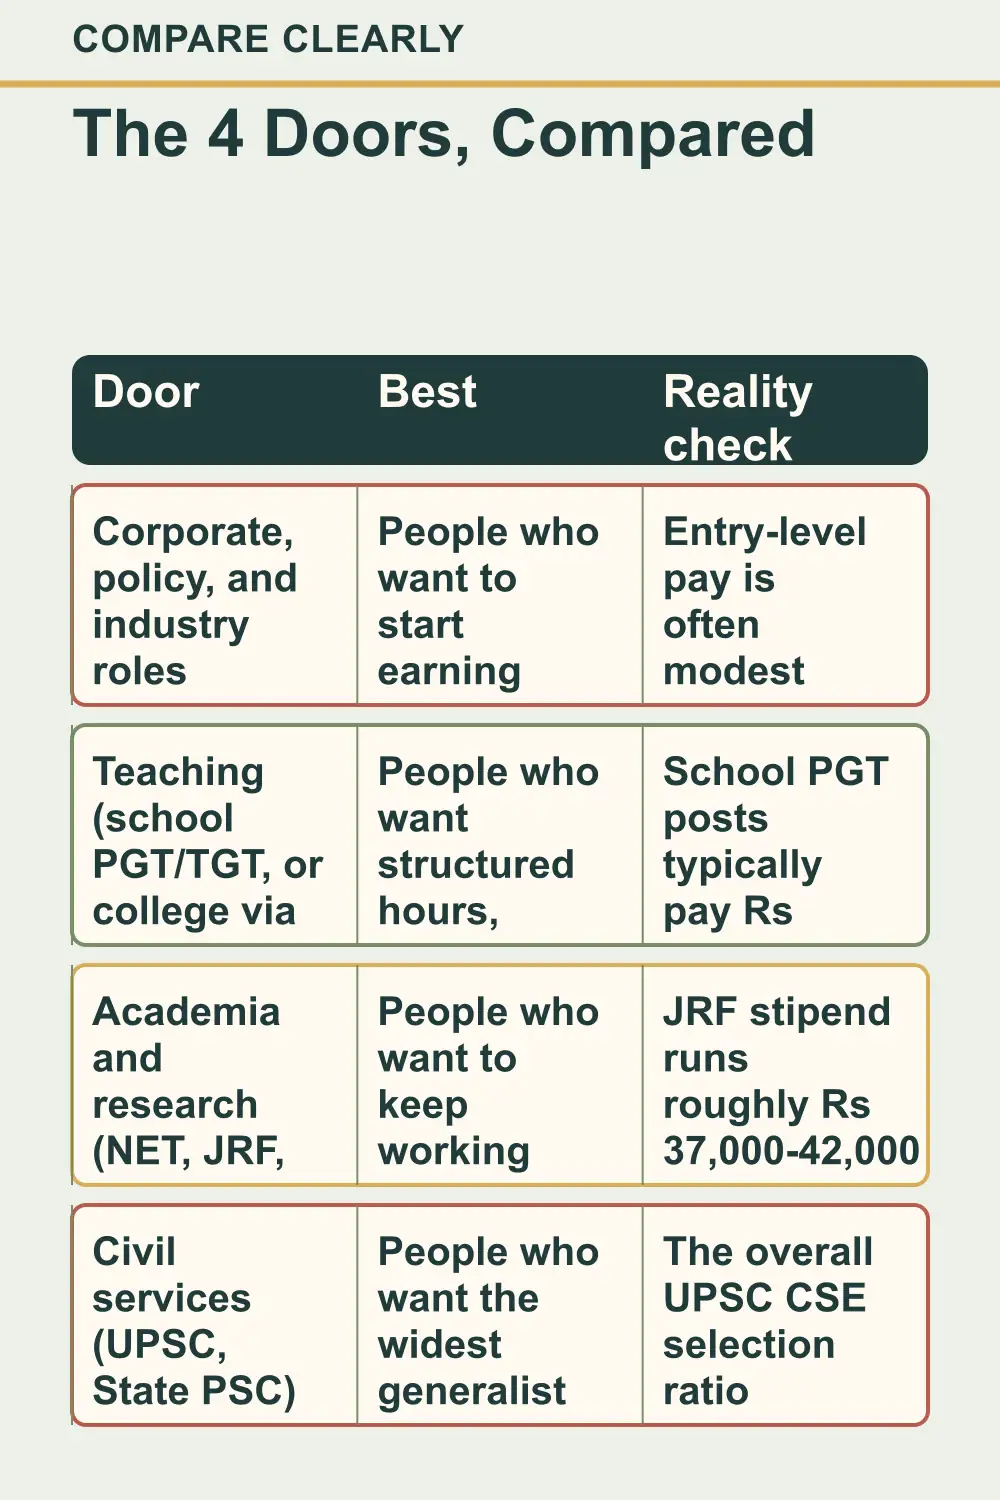 COMPARE CLEARLY
The 4 Doors, Compared
Door
Best
Reality
check
Corporate,
policy, and
industry
roles
People who
want to
start
earning
Entry-level
pay is
often
modest
Teaching
(school
PGT/TGT, or
college via
People who
want
structured
hours,
School PGT
posts
typically
pay Rs
Academia
and
research
(NET, JRF,
People who
want to
keep
working
JRF stipend
runs
roughly Rs
37,000-42,000
Civil
services
(UPSC,
State PSC)
People who
want the
widest
generalist
The overall
UPSC CSE
selection
ratio